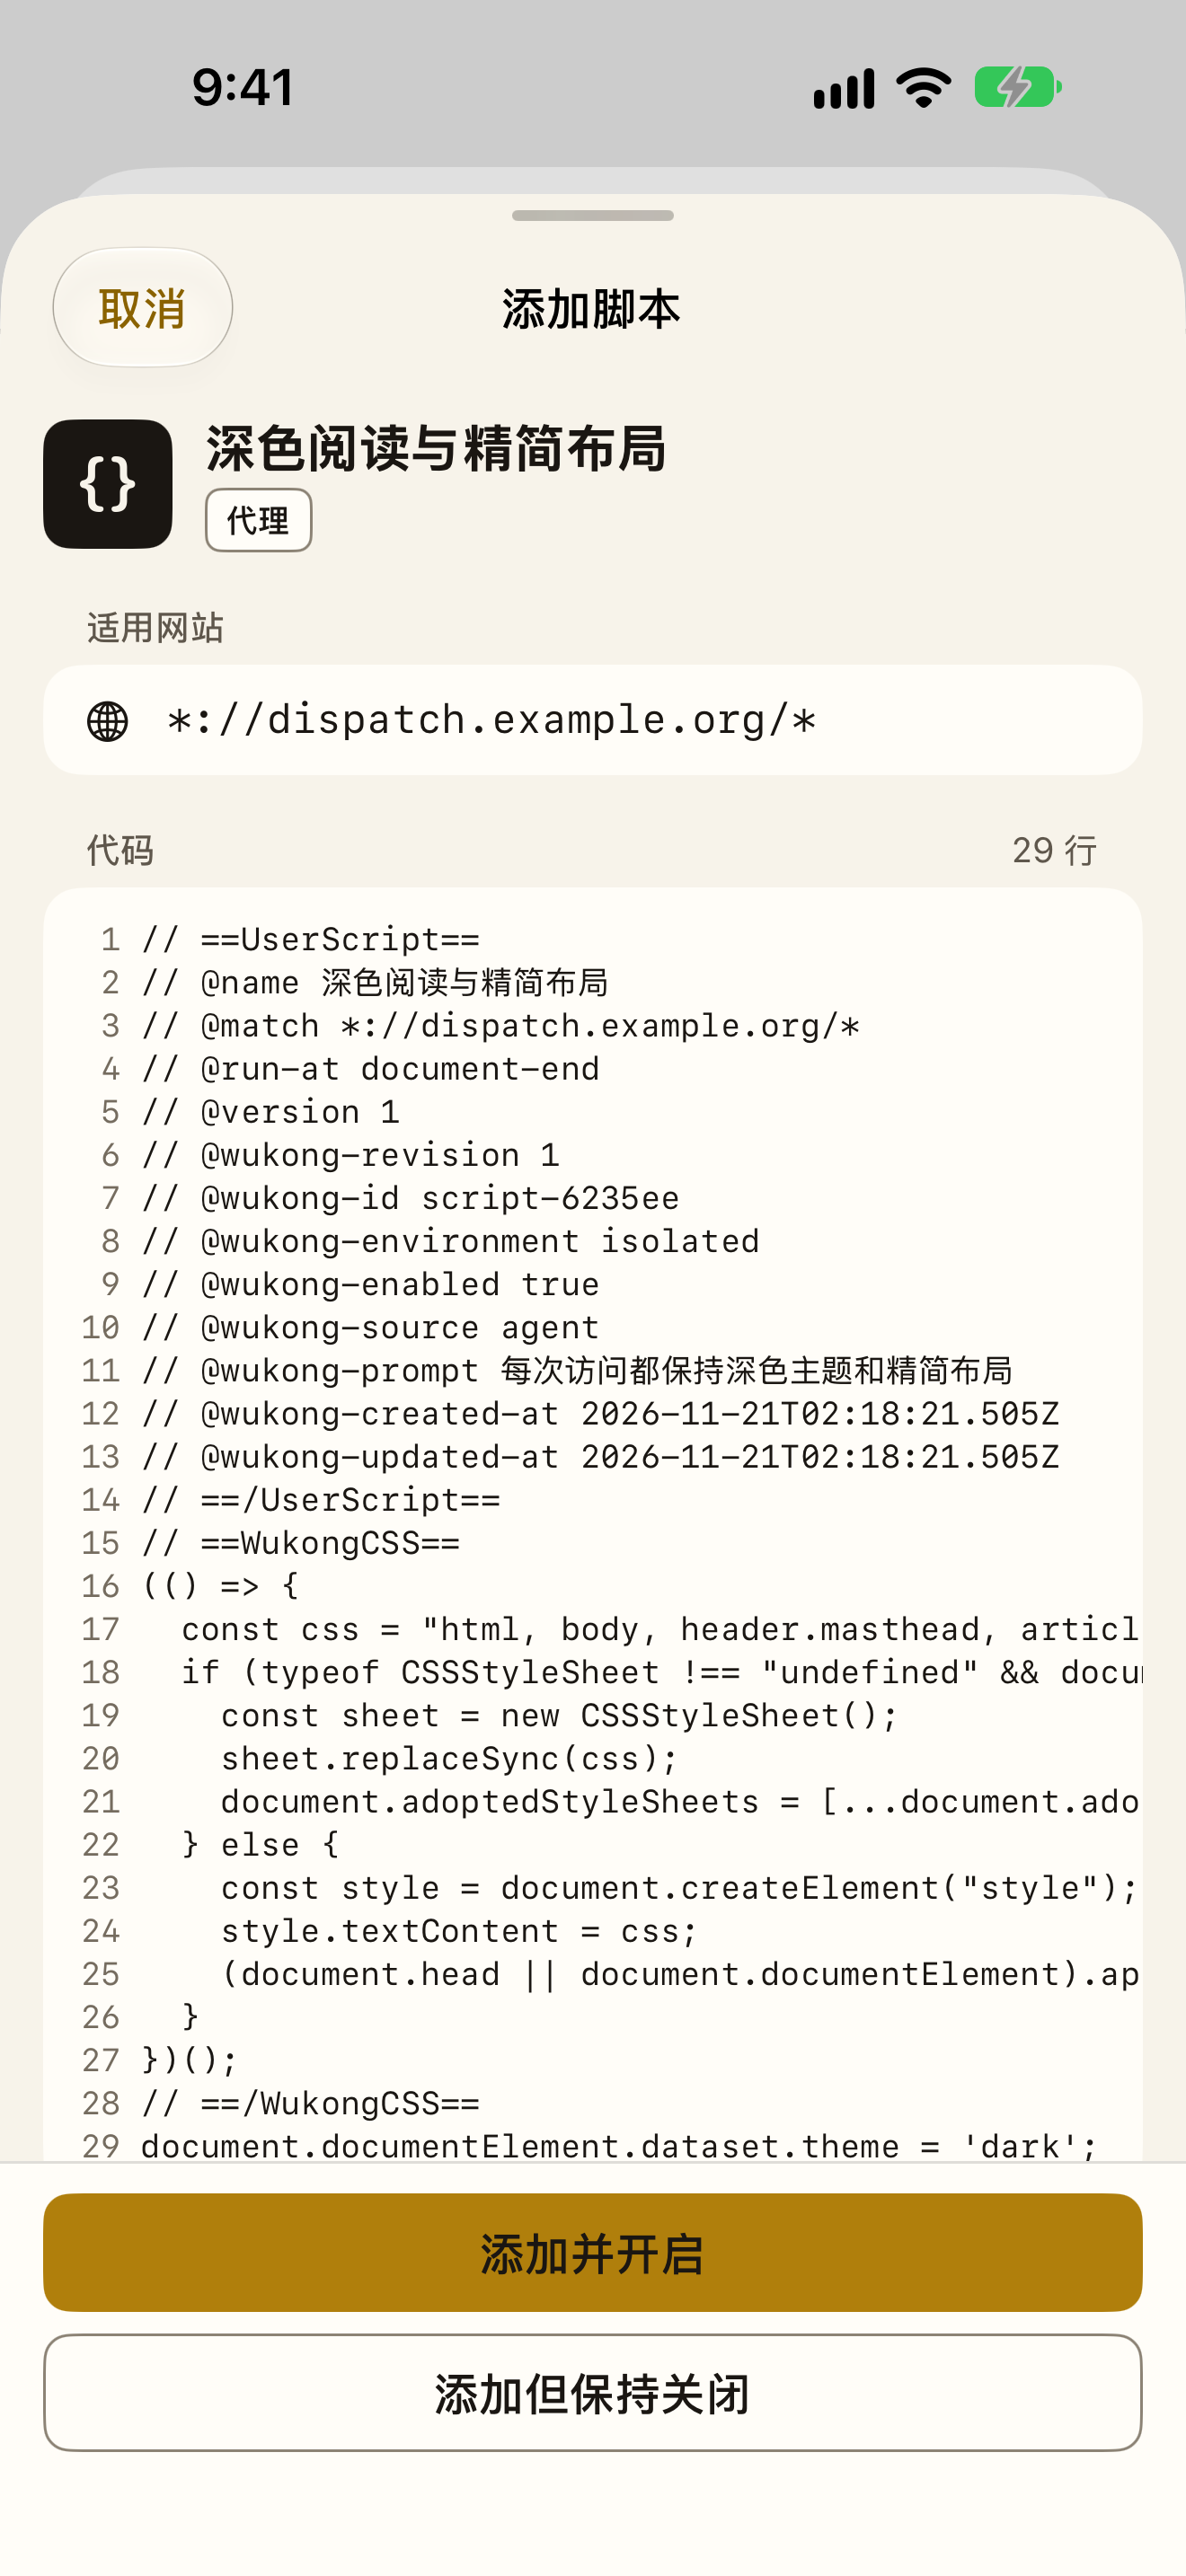 9:41
取消
添加脚本
{}
深色阅读与精简布局
代理
适用网站
*://dispatch.example.org/*
代码
29 行
1 // ==UserScript==
2 // @name 深色阅读与精简布局
3 // @match *://dispatch.example.org/*
4 // @run-at document-end
5 // @version 1
6 // @wukong-revision 1
7 // @wukong-id script-6235ee
8 // @wukong-environment isolated
9 // @wukong-enabled true
10 // @wukong-source agent
11 // @wukong-prompt 每次访问都保持深色主题和精简布局
12 // @wukong-created-at 2026-11-21T02:18:21.505Z
13 // @wukong-updated-at 2026-11-21T02:18:21.505Z
14 // ==/UserScript==
15 // ==WukongCSS==
16 (() => {
17   const css = "html, body, header.masthead, articl
18   if (typeof CSSStyleSheet !== "undefined" && docu
19     const sheet = new CSSStyleSheet();
20     sheet.replaceSync(css);
21     document.adoptedStyleSheets = [...document.ado
22   } else {
23     const style = document.createElement("style");
24     style.textContent = css;
25     (document.head || document.documentElement).ap
26   }
27 })();
28 // ==/WukongCSS==
29 document.documentElement.dataset.theme = 'dark';
添加并开启
添加但保持关闭